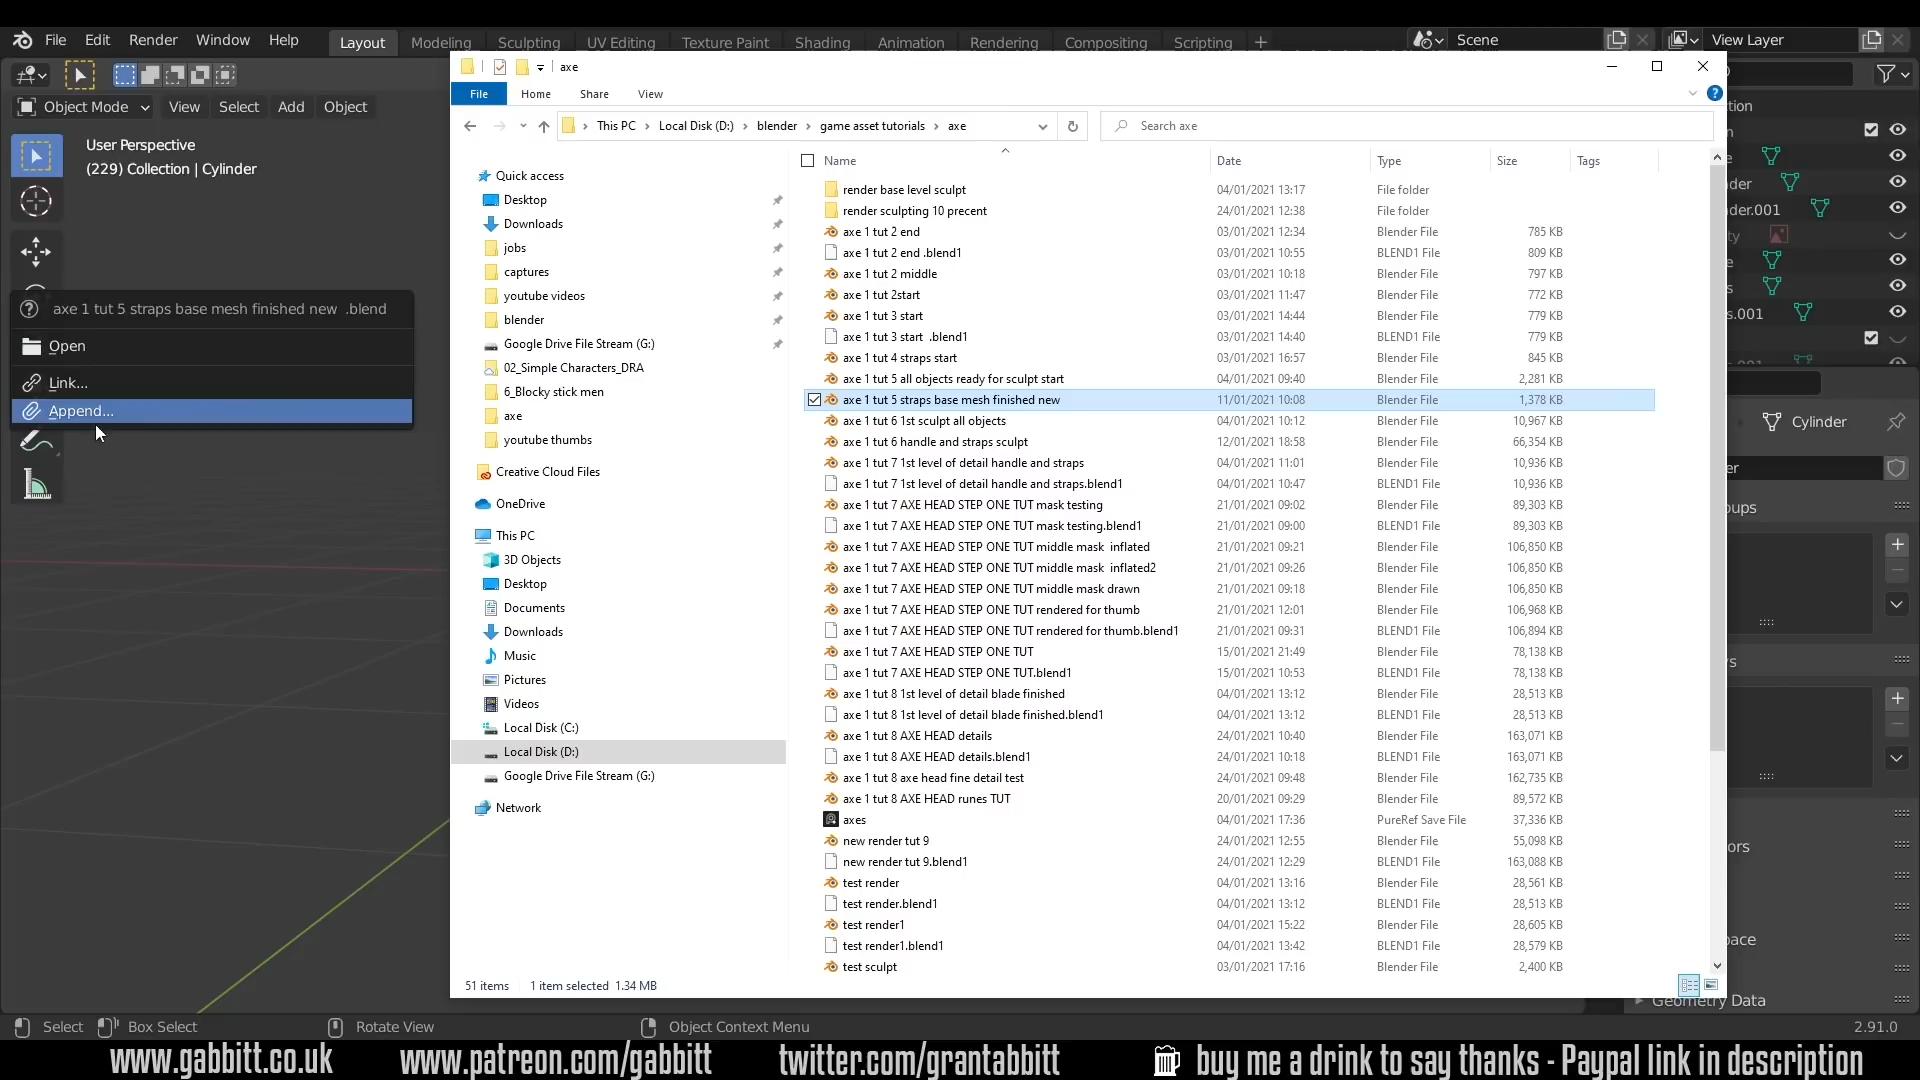 File Edit Render Window Help Layout Modeling Sculpting UV Editing Texture Paint Shading Animation Rendering Compositing Scripting Scene View Layer
Object Mode View Select Add Object
User Perspective
(229) Collection | Cylinder
axe 1 tut 5 straps base mesh finished new .blend
Open
Link...
Append...
axe
File Home Share View
This PC Local Disk (D:) blender game asset tutorials axe Search axe
Quick access
Desktop
Downloads
jobs
captures
youtube videos
blender
Google Drive File Stream (G:)
02_Simple Characters_DRA
6_Blocky stick men
axe
youtube thumbs
Creative Cloud Files
OneDrive
This PC
3D Objects
Desktop
Documents
Downloads
Music
Pictures
Videos
Local Disk (C:)
Local Disk (D:)
Google Drive File Stream (G:)
Network
Name Date Type Size Tags
render base level sculpt 04/01/2021 13:17 File folder
render sculpting 10 precent 24/01/2021 12:38 File folder
axe 1 tut 2 end 03/01/2021 12:34 Blender File 785 KB
axe 1 tut 2 end .blend1 03/01/2021 10:55 BLEND1 File 809 KB
axe 1 tut 2 middle 03/01/2021 10:18 Blender File 797 KB
axe 1 tut 2start 03/01/2021 11:47 Blender File 772 KB
axe 1 tut 3 start 03/01/2021 14:44 Blender File 779 KB
axe 1 tut 3 start .blend1 03/01/2021 14:40 BLEND1 File 779 KB
axe 1 tut 4 straps start 03/01/2021 16:57 Blender File 845 KB
axe 1 tut 5 all objects ready for sculpt start 04/01/2021 09:40 Blender File 2,281 KB
axe 1 tut 5 straps base mesh finished new 11/01/2021 10:08 Blender File 1,378 KB
axe 1 tut 6 1st sculpt all objects 04/01/2021 10:12 Blender File 10,967 KB
axe 1 tut 6 handle and straps sculpt 12/01/2021 18:58 Blender File 66,354 KB
axe 1 tut 7 1st level of detail handle and straps 04/01/2021 11:01 Blender File 10,936 KB
axe 1 tut 7 1st level of detail handle and straps.blend1 04/01/2021 10:47 BLEND1 File 10,936 KB
axe 1 tut 7 AXE HEAD STEP ONE TUT mask testing 21/01/2021 09:02 Blender File 89,303 KB
axe 1 tut 7 AXE HEAD STEP ONE TUT mask testing.blend1 21/01/2021 09:00 BLEND1 File 89,303 KB
axe 1 tut 7 AXE HEAD STEP ONE TUT middle mask inflated 21/01/2021 09:21 Blender File 106,850 KB
axe 1 tut 7 AXE HEAD STEP ONE TUT middle mask inflated2 21/01/2021 09:26 Blender File 106,850 KB
axe 1 tut 7 AXE HEAD STEP ONE TUT middle mask drawn 21/01/2021 09:18 Blender File 106,850 KB
axe 1 tut 7 AXE HEAD STEP ONE TUT rendered for thumb 21/01/2021 12:01 Blender File 106,968 KB
axe 1 tut 7 AXE HEAD STEP ONE TUT rendered for thumb.blend1 21/01/2021 09:31 BLEND1 File 106,894 KB
axe 1 tut 7 AXE HEAD STEP ONE TUT 15/01/2021 21:49 Blender File 78,138 KB
axe 1 tut 7 AXE HEAD STEP ONE TUT.blend1 15/01/2021 10:53 BLEND1 File 78,138 KB
axe 1 tut 8 1st level of detail blade finished 04/01/2021 13:12 Blender File 28,513 KB
axe 1 tut 8 1st level of detail blade finished.blend1 04/01/2021 13:12 BLEND1 File 28,513 KB
axe 1 tut 8 AXE HEAD details 24/01/2021 10:40 Blender File 163,071 KB
axe 1 tut 8 AXE HEAD details.blend1 24/01/2021 10:18 BLEND1 File 163,071 KB
axe 1 tut 8 axe head fine detail test 24/01/2021 09:48 Blender File 162,735 KB
axe 1 tut 8 AXE HEAD runes TUT 20/01/2021 09:29 Blender File 89,572 KB
axes 04/01/2021 17:36 PureRef Save File 37,336 KB
new render tut 9 24/01/2021 12:55 Blender File 55,098 KB
new render tut 9.blend1 24/01/2021 12:29 BLEND1 File 163,088 KB
test render 04/01/2021 13:16 Blender File 28,561 KB
test render.blend1 04/01/2021 13:12 BLEND1 File 28,513 KB
test render1 04/01/2021 15:22 Blender File 28,605 KB
test render1.blend1 04/01/2021 13:42 BLEND1 File 28,579 KB
test sculpt 03/01/2021 17:16 Blender File 2,400 KB
51 items 1 item selected 1.34 MB
tion
der
der.001
s.001
Cylinder
er
oups
ors
pace
Geometry Data
Select Box Select Rotate View Object Context Menu 2.91.0
www.gabbitt.co.uk www.patreon.com/gabbitt twitter.com/grantabbitt buy me a drink to say thanks - Paypal link in description